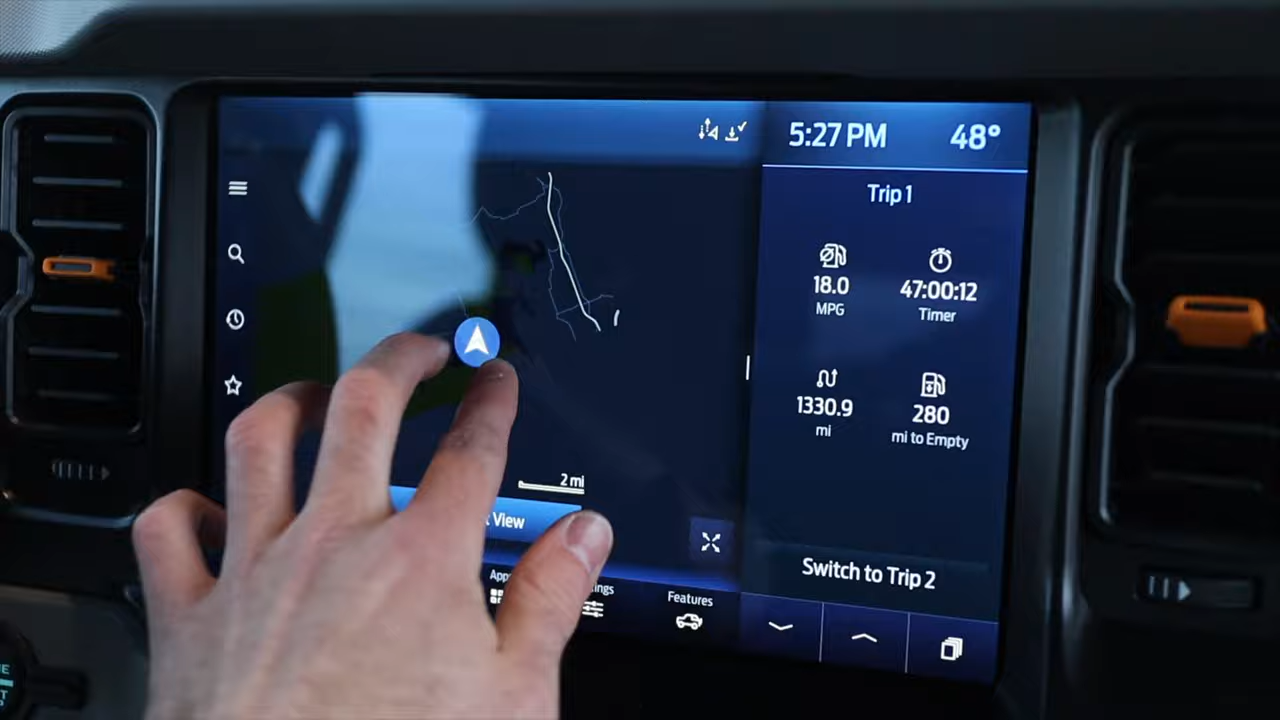 5:27 PM 48°
Trip 1
18.0 47:00:12
MPG Timer
1330.9 280
mi mi to Empty
2 mi
View
Switch to Trip 2
Features